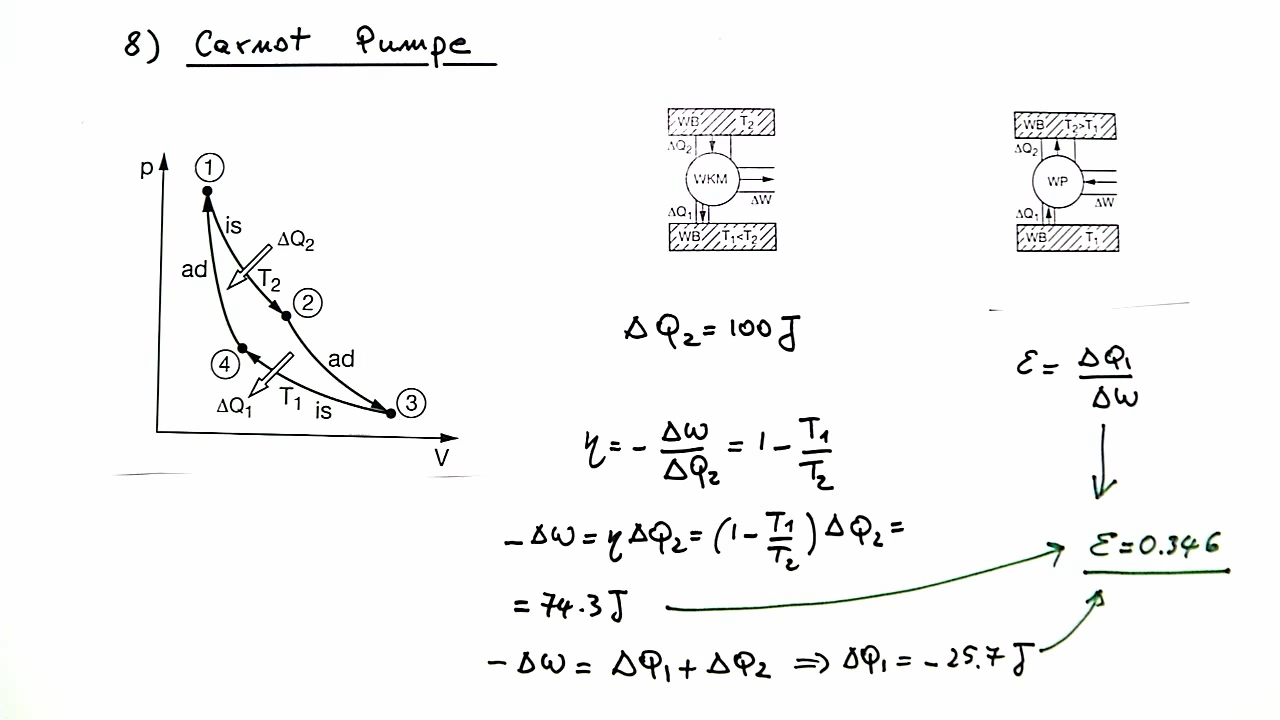 8) Carnot Pumpe
p
1
is
ΔQ₂
ad
T₂
2
4
ad
ΔQ₁
T₁
is
3
V
WB T₂
ΔQ₂
WKM
ΔW
ΔQ₁
WB T₁<T₂
WB T₂>T₁
ΔQ₂
WP
ΔW
ΔQ₁
WB T₁
ΔQ₂ = 100 J
η = - ΔW/ΔQ₂ = 1 - T₁/T₂
-ΔW = η ΔQ₂ = (1 - T₁/T₂) ΔQ₂ =
= 74.3 J
-ΔW = ΔQ₁ + ΔQ₂ ⇒ ΔQ₁ = -25.7 J
ε = ΔQ₁/ΔW
ε = 0.346